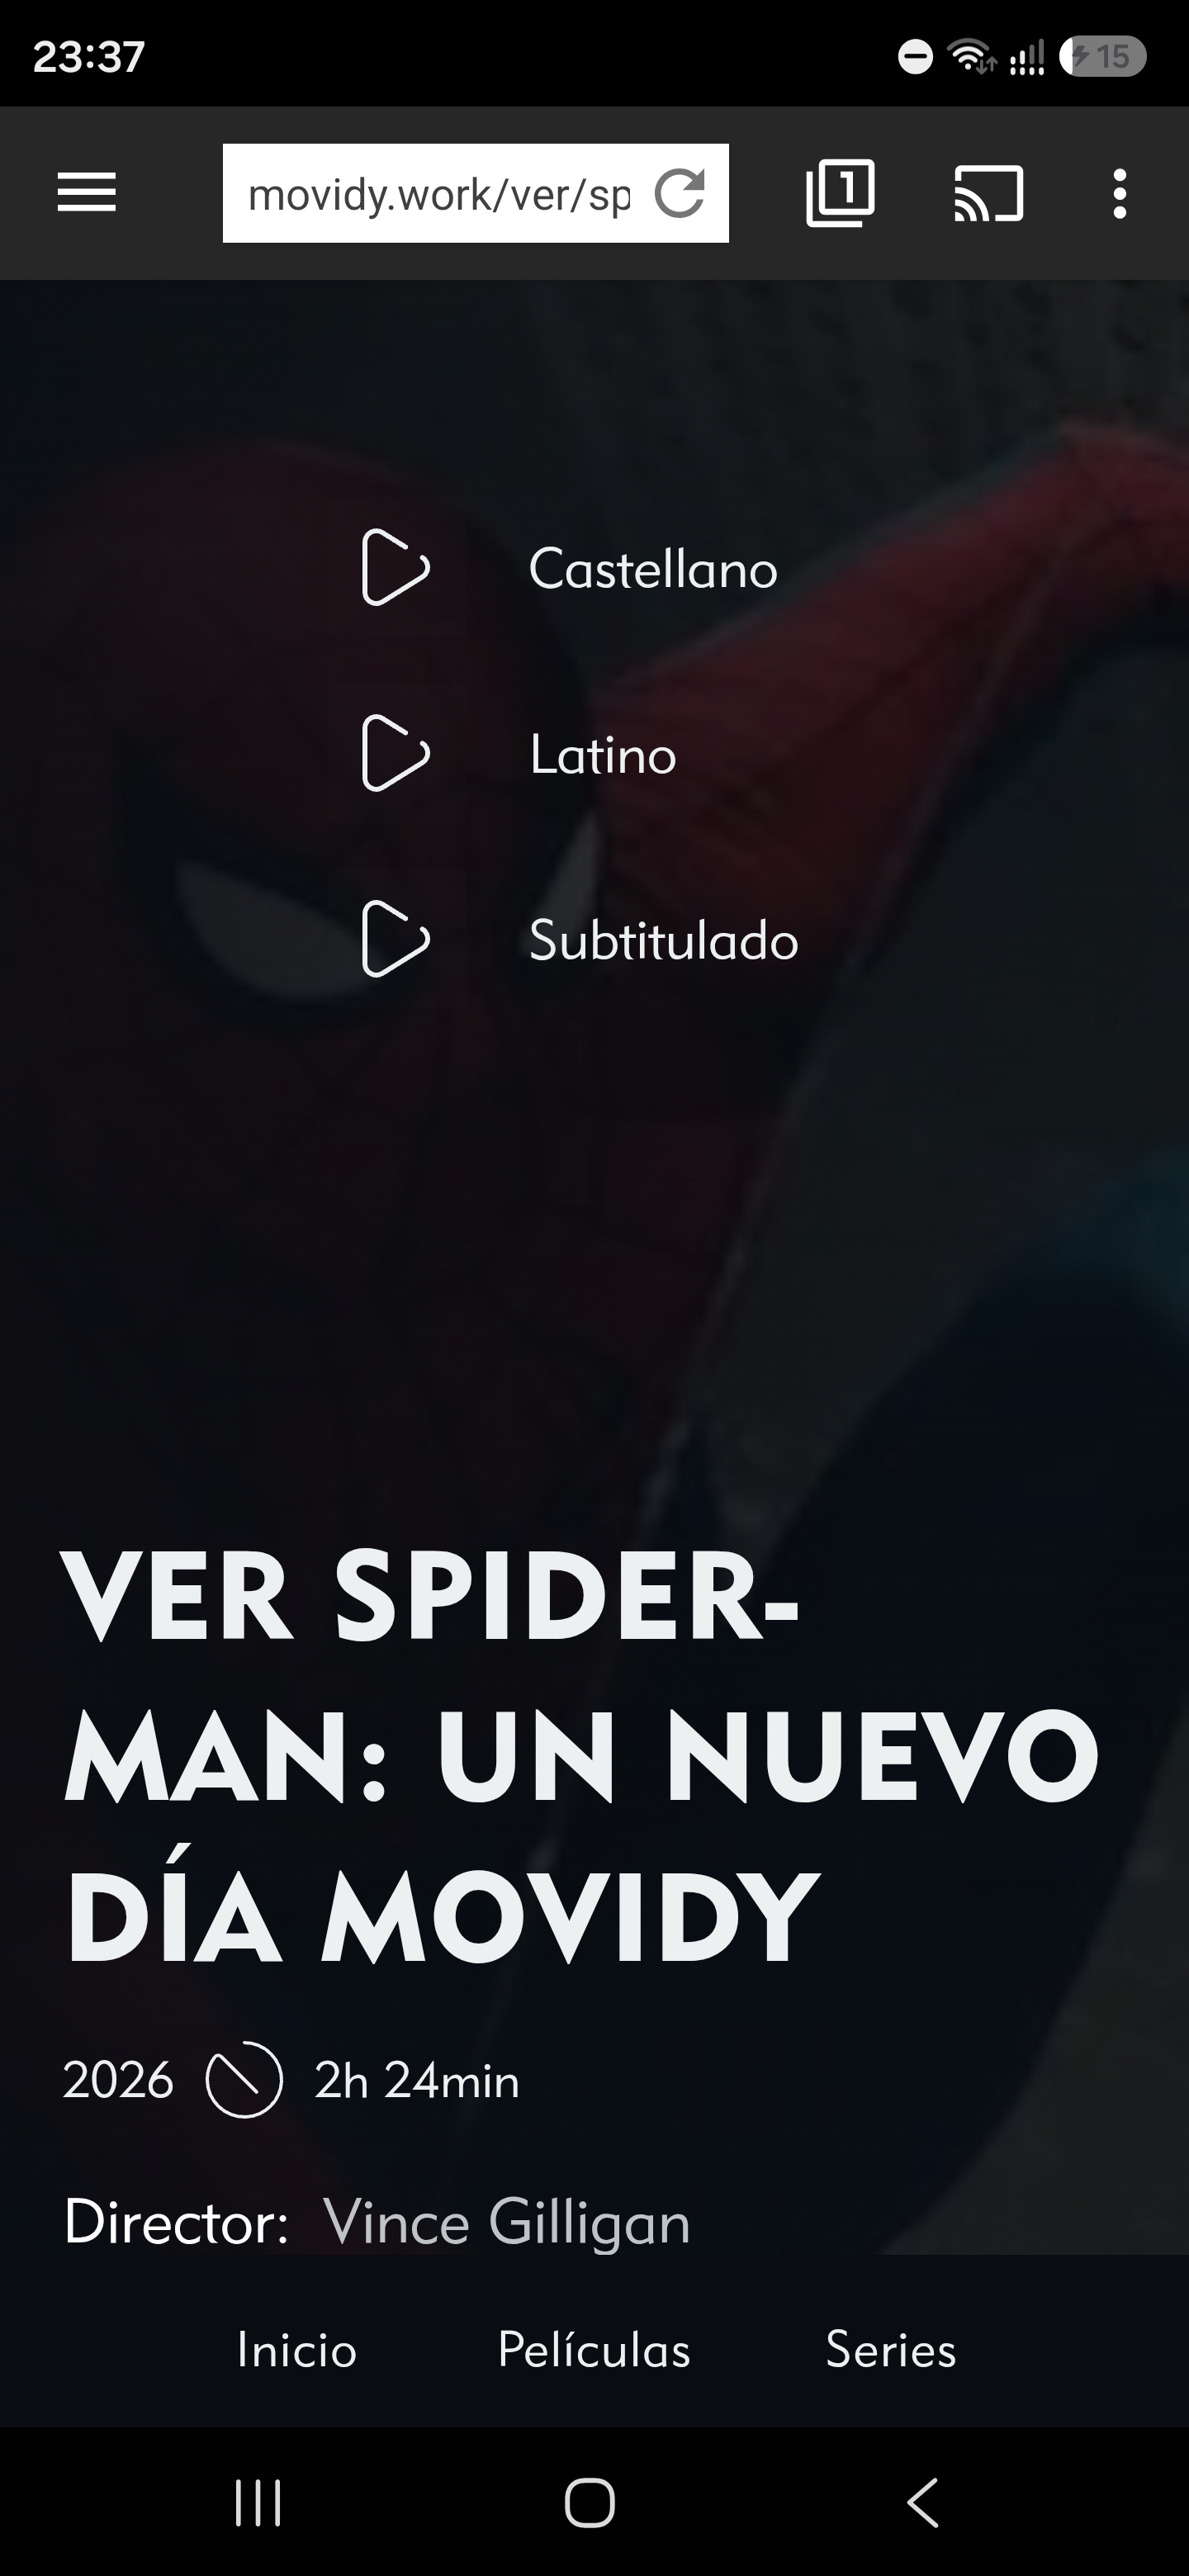 23:37
15
movidy.work/ver/sp
1
Castellano
Latino
Subtitulado
VER SPIDER-
MAN: UN NUEVO
DÍA MOVIDY
2026 2h 24min
Director: Vince Gilligan
Inicio Películas Series